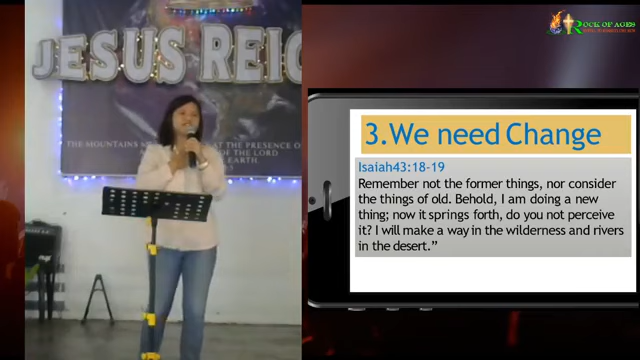 ROCK OF AGES
JESUS REIG
THE MOUNTAINS AT THE PRESENCE OF
OF THE LORD
EARTH.
3.We need Change
Isaiah43:18-19
Remember not the former things, nor consider
the things of old. Behold, I am doing a new
thing; now it springs forth, do you not perceive
it? I will make a way in the wilderness and rivers
in the desert.”